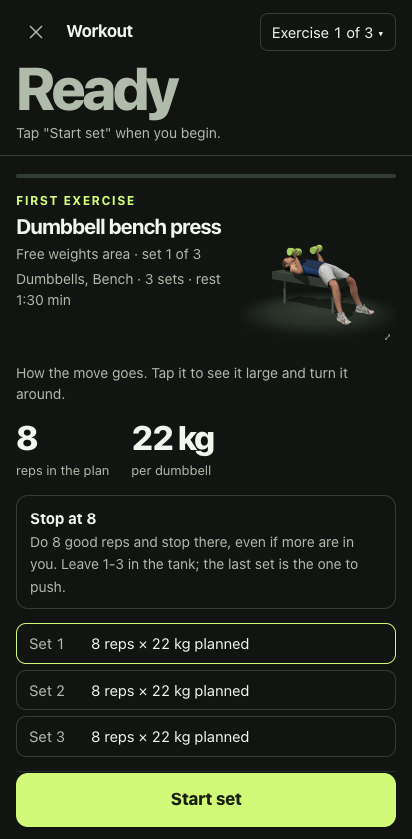 Workout
Exercise 1 of 3 ▾
Ready
Tap "Start set" when you begin.
FIRST EXERCISE
Dumbbell bench press
Free weights area · set 1 of 3
Dumbbells, Bench · 3 sets · rest
1:30 min
How the move goes. Tap it to see it large and turn it
around.
8
reps in the plan
22 kg
per dumbbell
Stop at 8
Do 8 good reps and stop there, even if more are in
you. Leave 1-3 in the tank; the last set is the one to
push.
Set 1 8 reps × 22 kg planned
Set 2 8 reps × 22 kg planned
Set 3 8 reps × 22 kg planned
Start set